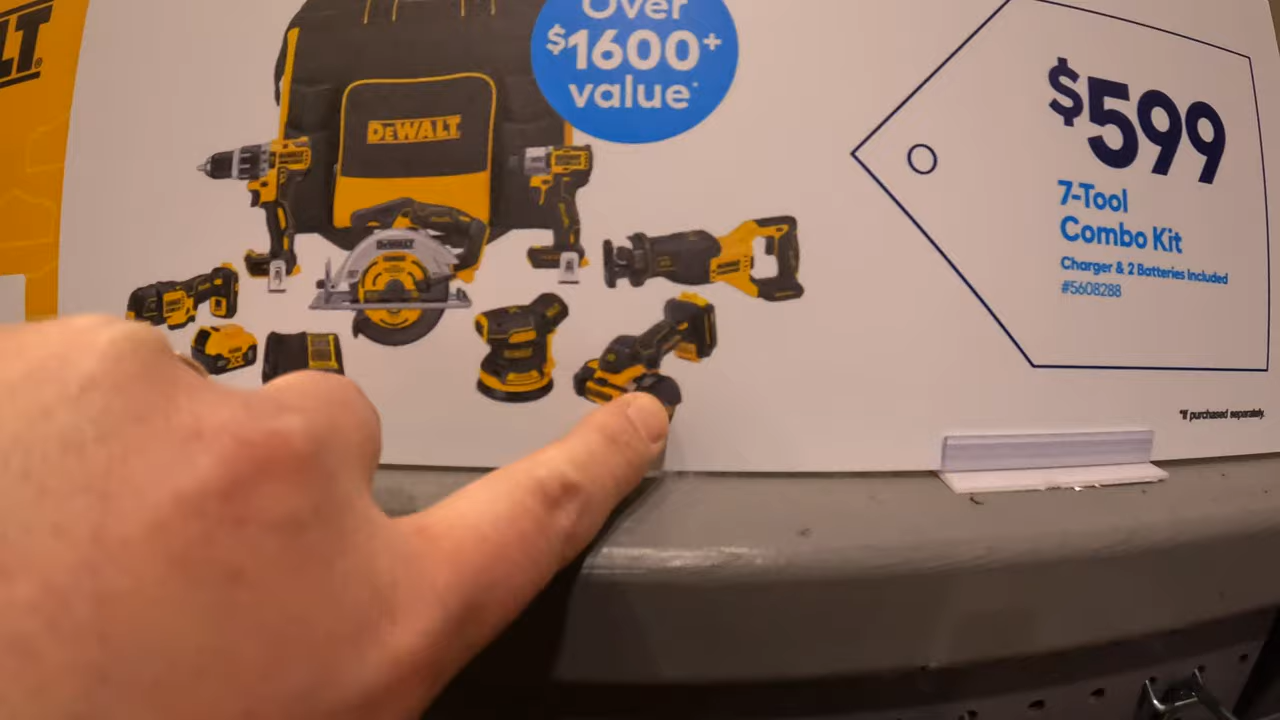 LT®
Over
$1600+
value*
DEWALT
DEWALT
$599
7-Tool
Combo Kit
Charger & 2 Batteries Included
#5608288
*If purchased separately.